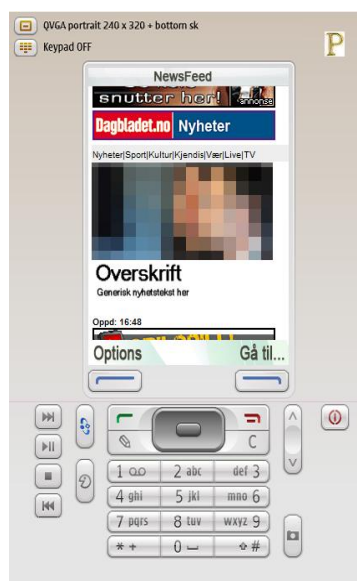 QVGA portrait 240 x 320 + bottom sk
Keypad OFF
P
NewsFeed
snutter her!
annonse
Dagbladet.no Nyheter
Nyheter|Sport|Kultur|Kjendis|Vær|Live|TV
Overskrift
Generisk nyhetstekst her
Oppd: 16:48
Options Gå til...
C
1 2 abc def 3
4 ghi 5 jkl mno 6
7 pqrs 8 tuv wxyz 9
* + 0 #